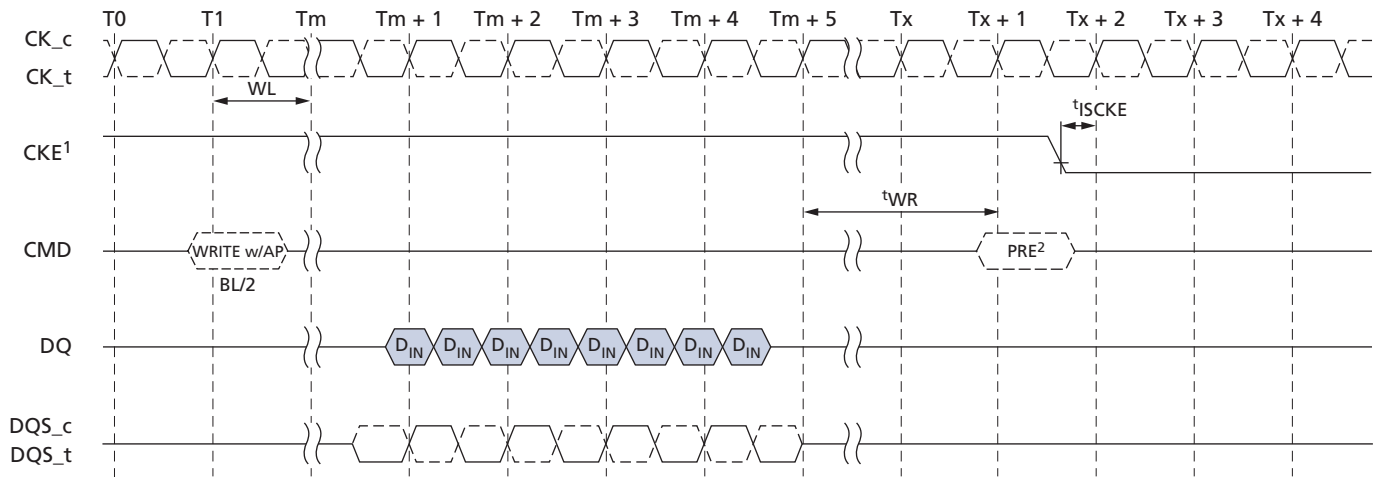 T0 T1 Tm Tm + 1 Tm + 2 Tm + 3 Tm + 4 Tm + 5 Tx Tx + 1 Tx + 2 Tx + 3 Tx + 4
CK_c
CK_t
WL
tISCKE
CKE1
tWR
CMD WRITE w/AP PRE2
BL/2
DQ DIN DIN DIN DIN DIN DIN DIN DIN
DQS_c
DQS_t